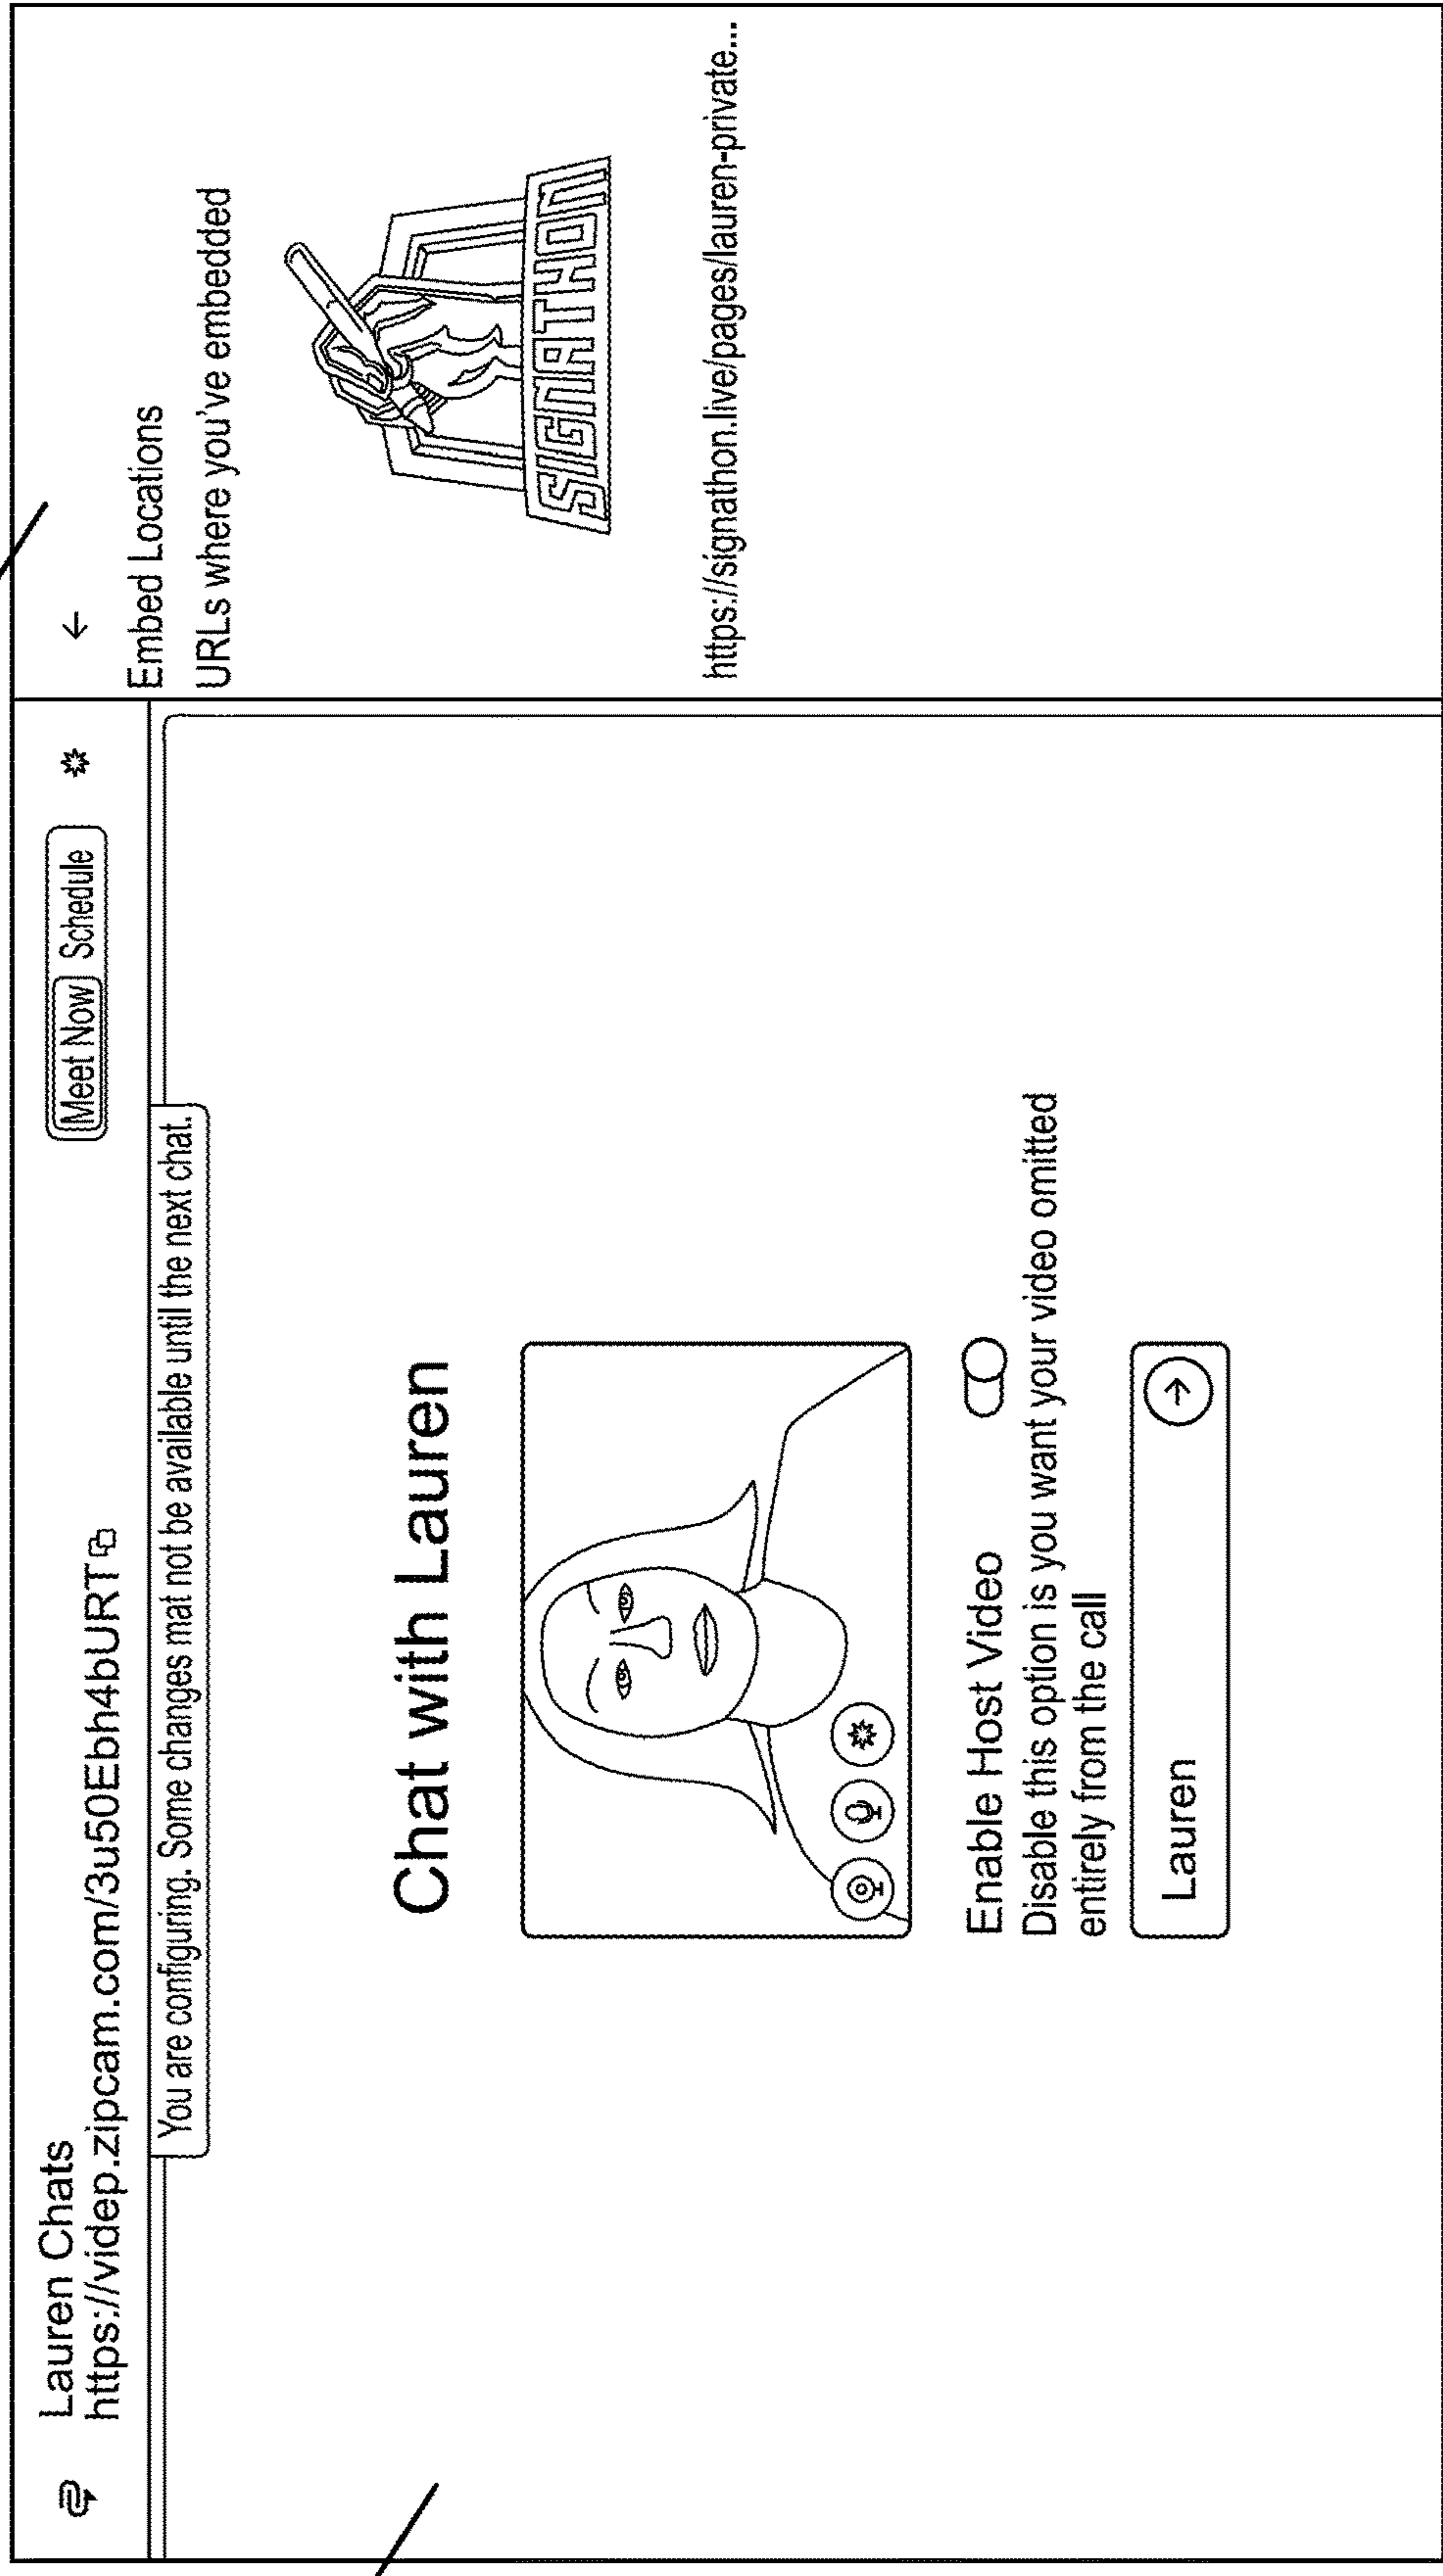 Lauren Chats
https://videp.zipcam.com/3u50Ebh4bURT
Meet Now Schedule
You are configuring. Some changes mat not be available until the next chat.
Chat with Lauren
Enable Host Video
Disable this option is you want your video omitted
entirely from the call
Lauren
Embed Locations
URLs where you've embedded
SIGNATHON
https://signathon.live/pages/lauren-private...